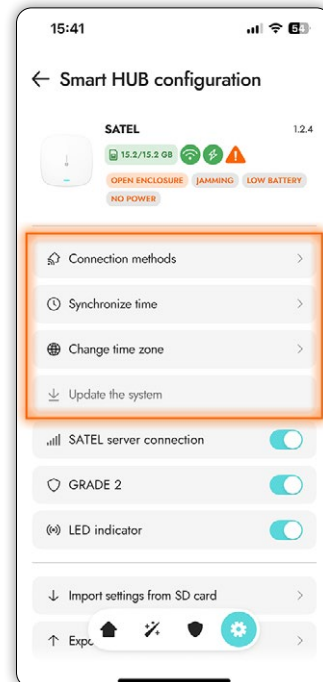 15:41
54
Smart HUB configuration
SATEL
1.2.4
15.2/15.2 GB
OPEN ENCLOSURE JAMMING LOW BATTERY
NO POWER
Connection methods
Synchronize time
Change time zone
Update the system
SATEL server connection
GRADE 2
LED indicator
Import settings from SD card
Expo